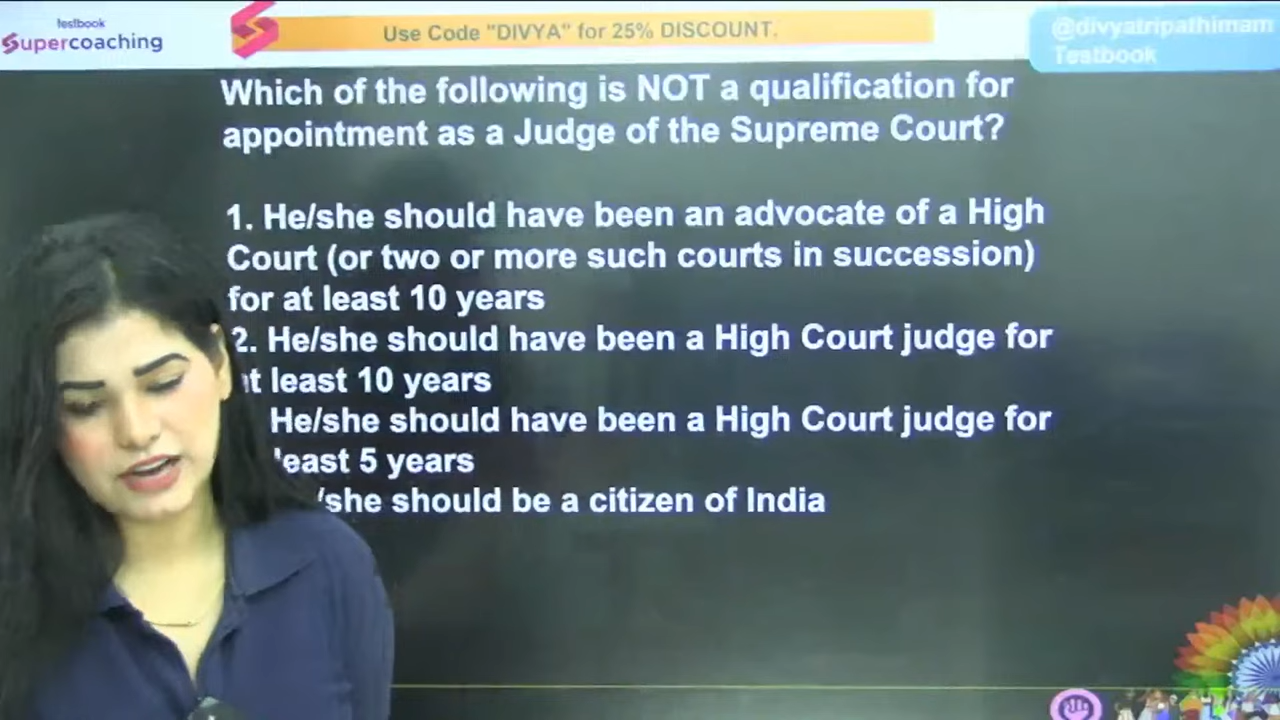 testbook
Supercoaching
Use Code "DIVYA" for 25% DISCOUNT.
@divyatripathimam
Testbook
Which of the following is NOT a qualification for
appointment as a Judge of the Supreme Court?
1. He/she should have been an advocate of a High
Court (or two or more such courts in succession)
for at least 10 years
2. He/she should have been a High Court judge for
least 10 years
He/she should have been a High Court judge for
5 years
/she should be a citizen of India